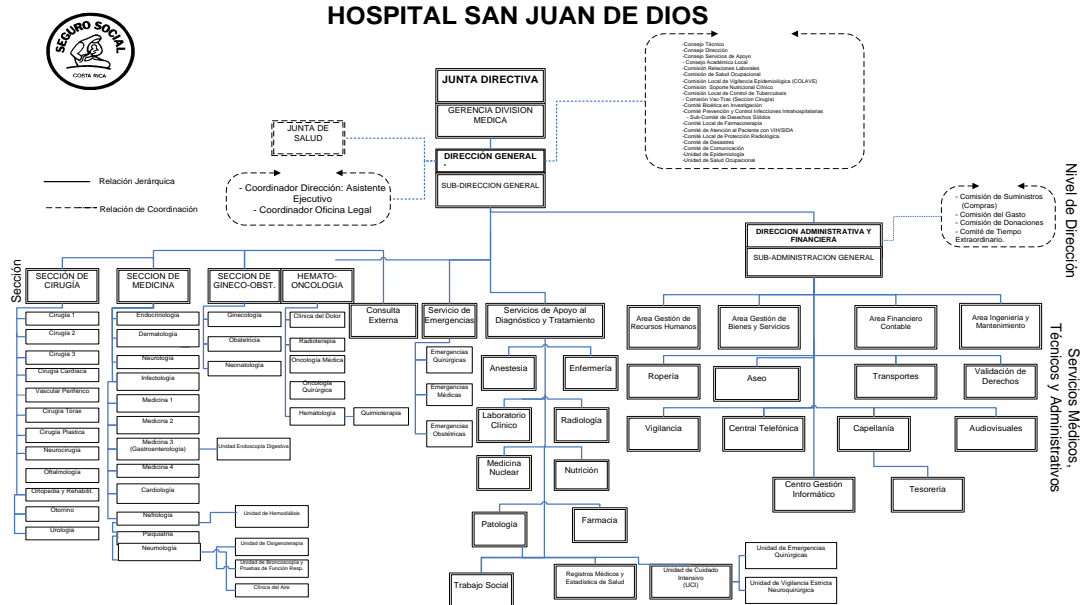 HOSPITAL SAN JUAN DE DIOS
SEGURO SOCIAL
COSTA RICA
-Consejo Técnico
-Consejo Dirección
-Consejo Servicios de Apoyo
- Consejo Académico Local
-Comisión Relaciones Laborales
-Comisión de Salud Ocupacional
-Comisión Local de Vigilancia Epidemiológica (COLAVE)
-Comisión Soporte Nutricional Clínico
-Comisión Local de Control de Tuberculosis
- Comisión Vac-Trac (Seccion Cirugía)
-Comité Bioética en Investigación
-Comité Prevención y Control Infecciones Intrahospitalarias
- Sub-Comité de Desechos Sólidos
-Comité Local de Farmacoterapia
-Comité de Atención al Paciente con VIH/SIDA
-Comité Local de Protección Radiológica.
-Comité de Desastres
-Comité de Comunicación
-Unidad de Epidemiología
-Unidad de Salud Ocupacional
JUNTA DIRECTIVA
GERENCIA DIVISION
MEDICA
JUNTA DE
SALUD
DIRECCIÓN GENERAL
.
SUB-DIRECCION GENERAL
Relación Jerárquica
Relación de Coordinación
- Coordinador Dirección: Asistente
Ejecutivo
- Coordinador Oficina Legal
- Comisión de Suministros
(Compras)
- Comisión del Gasto
- Comisión de Donaciones
- Comité de Tiempo
Extraordinario.
Nivel de Dirección
DIRECCION ADMINISTRATIVA Y
FINANCIERA
SUB-ADMINISTRACION GENERAL
Sección
SECCIÓN DE
CIRUGÍA
SECCION DE
MEDICINA
SECCION DE
GINECO-OBST.
HEMATO-
ONCOLOGIA
Consulta
Externa
Servicio de
Emergencias
Servicios de Apoyo al
Diagnóstico y Tratamiento
Cirugía 1
Cirugía 2
Cirugía 3
Cirugía Cardiaca
Vascular Periférico
Cirugía Tórax
Cirugía Plastica
Neurocirugía
Oftalmología
Ortopedia y Rehabilit.
Otorrino
Urología
Endocrinología
Dermatología
Neurología
Infectología
Medicina 1
Medicina 2
Medicina 3
(Gastroenterología)
Medicina 4
Cardiología
Nefrología
Psiquiatría
Neumología
Unidad Endoscopía Digestiva
Unidad de Hemodiálisis
Unidad de Oxigenoterapia
Unidad de Broncoscopía y
Pruebas de Función Resp.
Clínica del Aire
Ginecología
Obstetricia
Neonatología
Clínica del Dolor
Radioterapia
Oncología Médica
Oncología
Quirúrgica
Hematología
Quimioterapia
Emergencias
Quirúrgicas
Emergencias
Médicas
Emergencias
Obstétricas
Anestesia
Enfermería
Laboratorio
Clínico
Radiología
Medicina
Nuclear
Nutrición
Patología
Farmacia
Trabajo Social
Registros Médicos y
Estadística de Salud
Unidad de Cuidado
Intensivo
(UCI)
Unidad de Emergencias
Quirúrgicas
Unidad de Vigilancia Estricta
Neuroquirúrgica
Area Gestión de
Recursos Humanos
Area Gestión de
Bienes y Servicios
Area Financiero
Contable
Area Ingeniería y
Mantenimiento
Ropería
Aseo
Transportes
Validación de
Derechos
Vigilancia
Central Telefónica
Capellanía
Audiovisuales
Centro Gestión
Informático
Tesorería
Servicios Médicos,
Técnicos y Administrativos